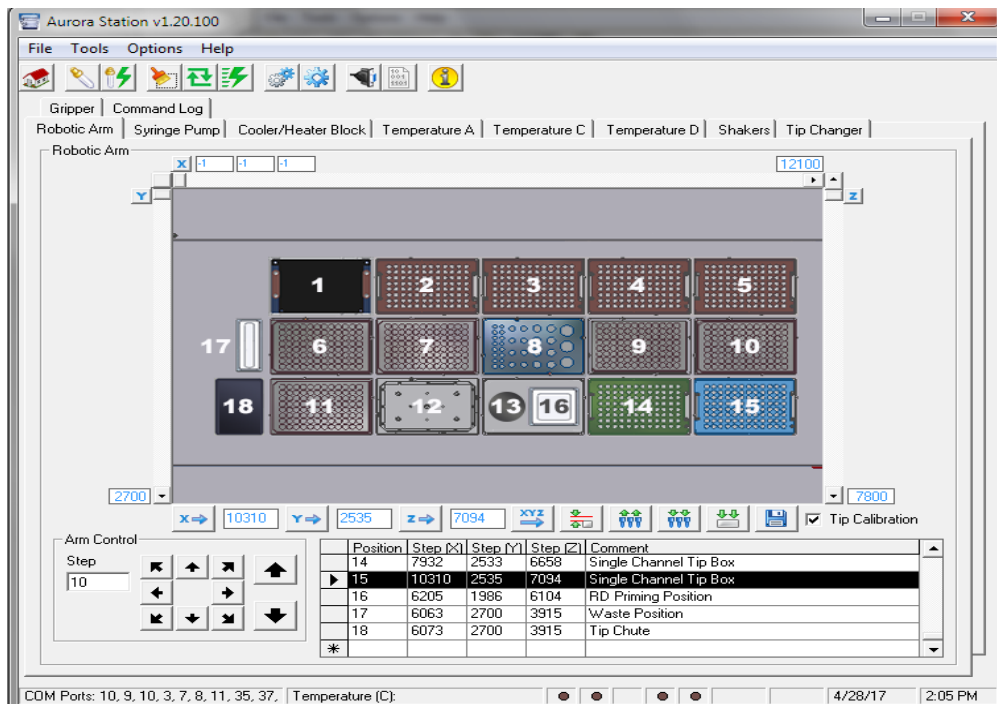 Aurora Station v1.20.100
File Tools Options Help
10 001 1101
Gripper Command Log
Robotic Arm Syringe Pump Cooler/Heater Block Temperature A Temperature C Temperature D Shakers Tip Changer
Robotic Arm
X -1 -1 -1 12100
Y Z
1 2 3 4 5
17 6 7 8 9 10
18 11 12 13 16 14 15
2700 7800
X 10310 Y 2535 Z 7094 XYZ Tip Calibration
Arm Control
Step
10
Position Step (X) Step (Y) Step (Z) Comment
14 7932 2533 6658 Single Channel Tip Box
15 10310 2535 7094 Single Channel Tip Box
16 6205 1986 6104 RD Priming Position
17 6063 2700 3915 Waste Position
18 6073 2700 3915 Tip Chute
COM Ports: 10, 9, 10, 3, 7, 8, 11, 35, 37, Temperature (C): 4/28/17 2:05 PM